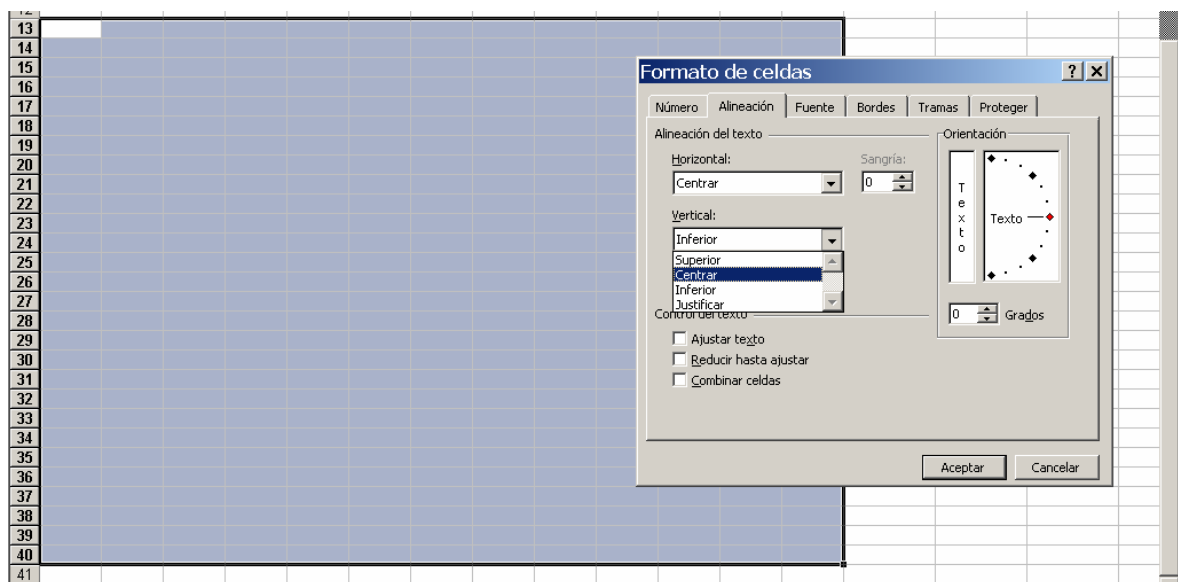 12
13
14
15
16
17
18
19
20
21
22
23
24
25
26
27
28
29
30
31
32
33
34
35
36
37
38
39
40
41
Formato de celdas
?
Número Alineación Fuente Bordes Tramas Proteger
Alineación del texto
Horizontal:
Sangría:
Centrar
0
Vertical:
Inferior
Superior
Centrar
Inferior
Justificar
Control del texto
Ajustar texto
Reducir hasta ajustar
Combinar celdas
Orientación
T
e
x
t
o
Texto
0 Grados
Aceptar Cancelar